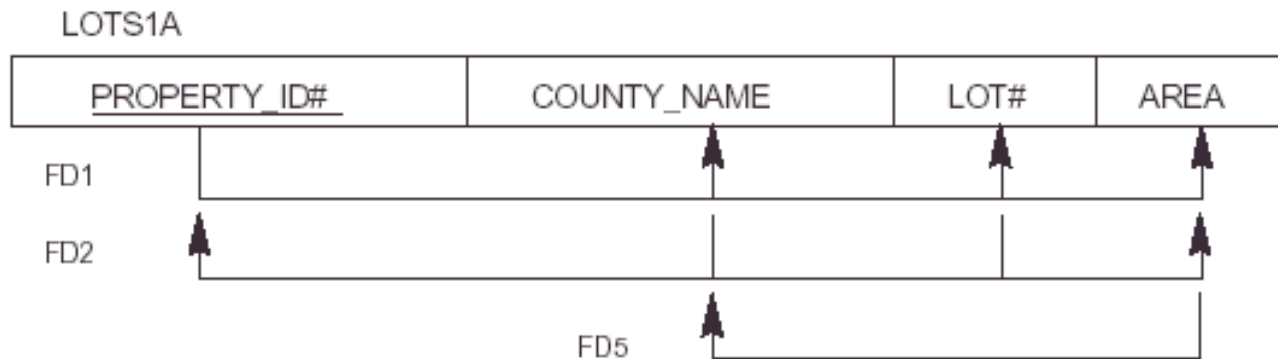 LOTS1A
PROPERTY_ID# COUNTY_NAME LOT# AREA
FD1
FD2
FD5